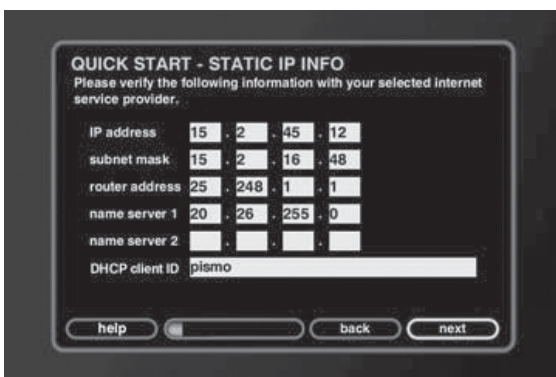 QUICK START - STATIC IP INFO
Please verify the following information with your selected internet
service provider.
IP address 15 . 2 . 45 . 12
subnet mask 15 . 2 . 16 . 48
router address 25 . 248 . 1 . 1
name server 1 20 . 26 . 255 . 0
name server 2 . . .
DHCP client ID pismo
help back next